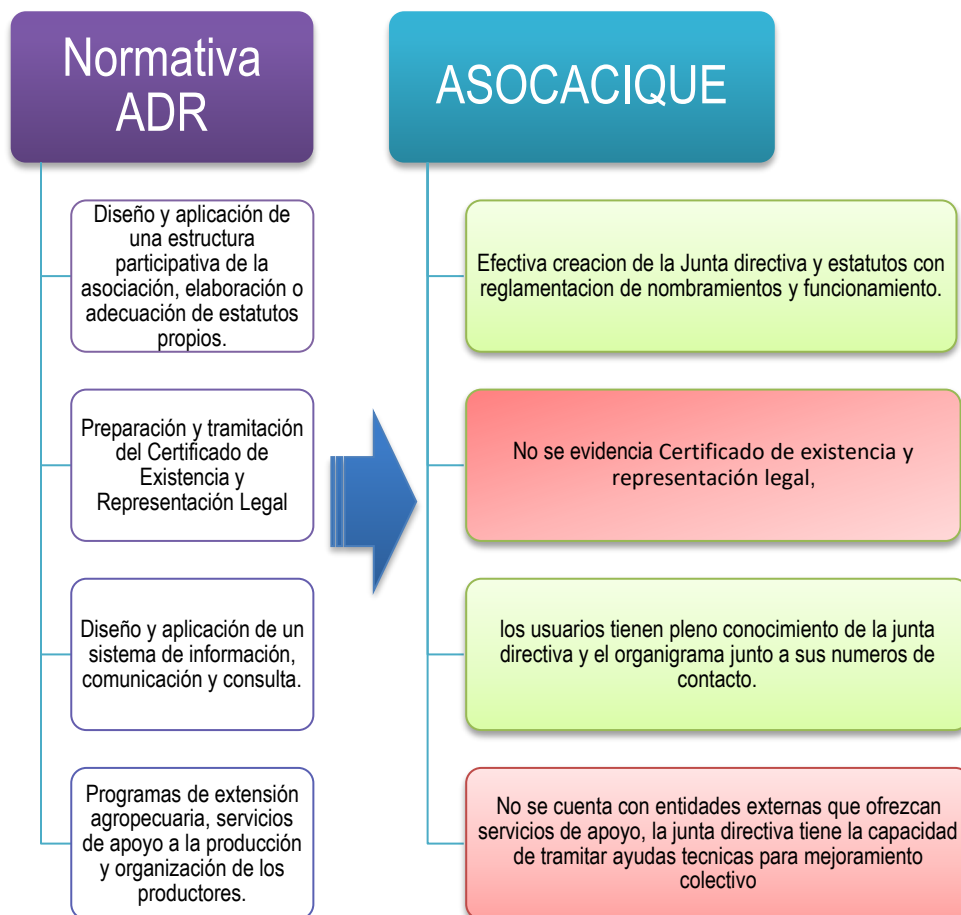 Normativa
ADR
Diseño y aplicación de
una estructura
participativa de la
asociación, elaboración o
adecuación de estatutos
propios.
Preparación y tramitación
del Certificado de
Existencia y
Representación Legal
Diseño y aplicación de un
sistema de información,
comunicación y consulta.
Programas de extensión
agropecuaria, servicios
de apoyo a la producción
y organización de los
productores.
ASOCACIQUE
Efectiva creacion de la Junta directiva y estatutos con
reglamentacion de nombramientos y funcionamiento.
No se evidencia Certificado de existencia y
representación legal,
los usuarios tienen pleno conocimiento de la junta
directiva y el organigrama junto a sus numeros de
contacto.
No se cuenta con entidades externas que ofrezcan
servicios de apoyo, la junta directiva tiene la capacidad
de tramitar ayudas tecnicas para mejoramiento
colectivo